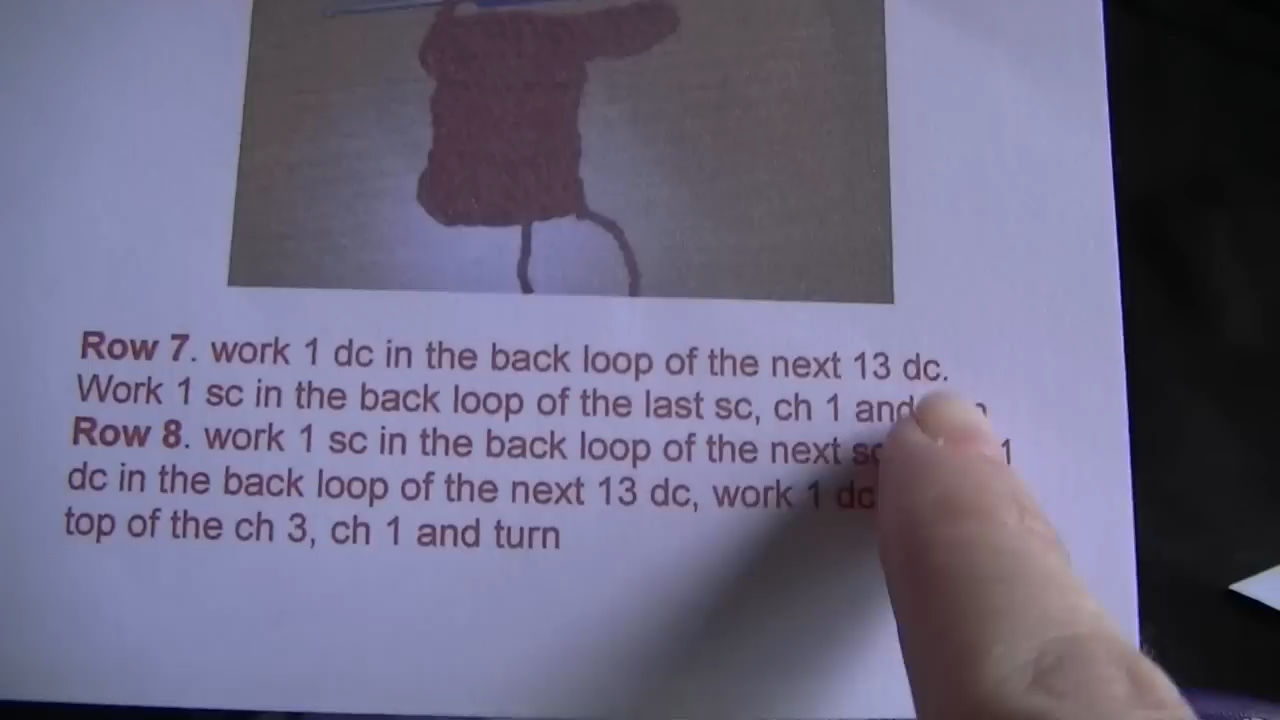 Row 7. work 1 dc in the back loop of the next 13 dc.
Work 1 sc in the back loop of the last sc, ch 1 and
Row 8. work 1 sc in the back loop of the next 1
dc in the back loop of the next 13 dc, work 1 dc
top of the ch 3, ch 1 and turn